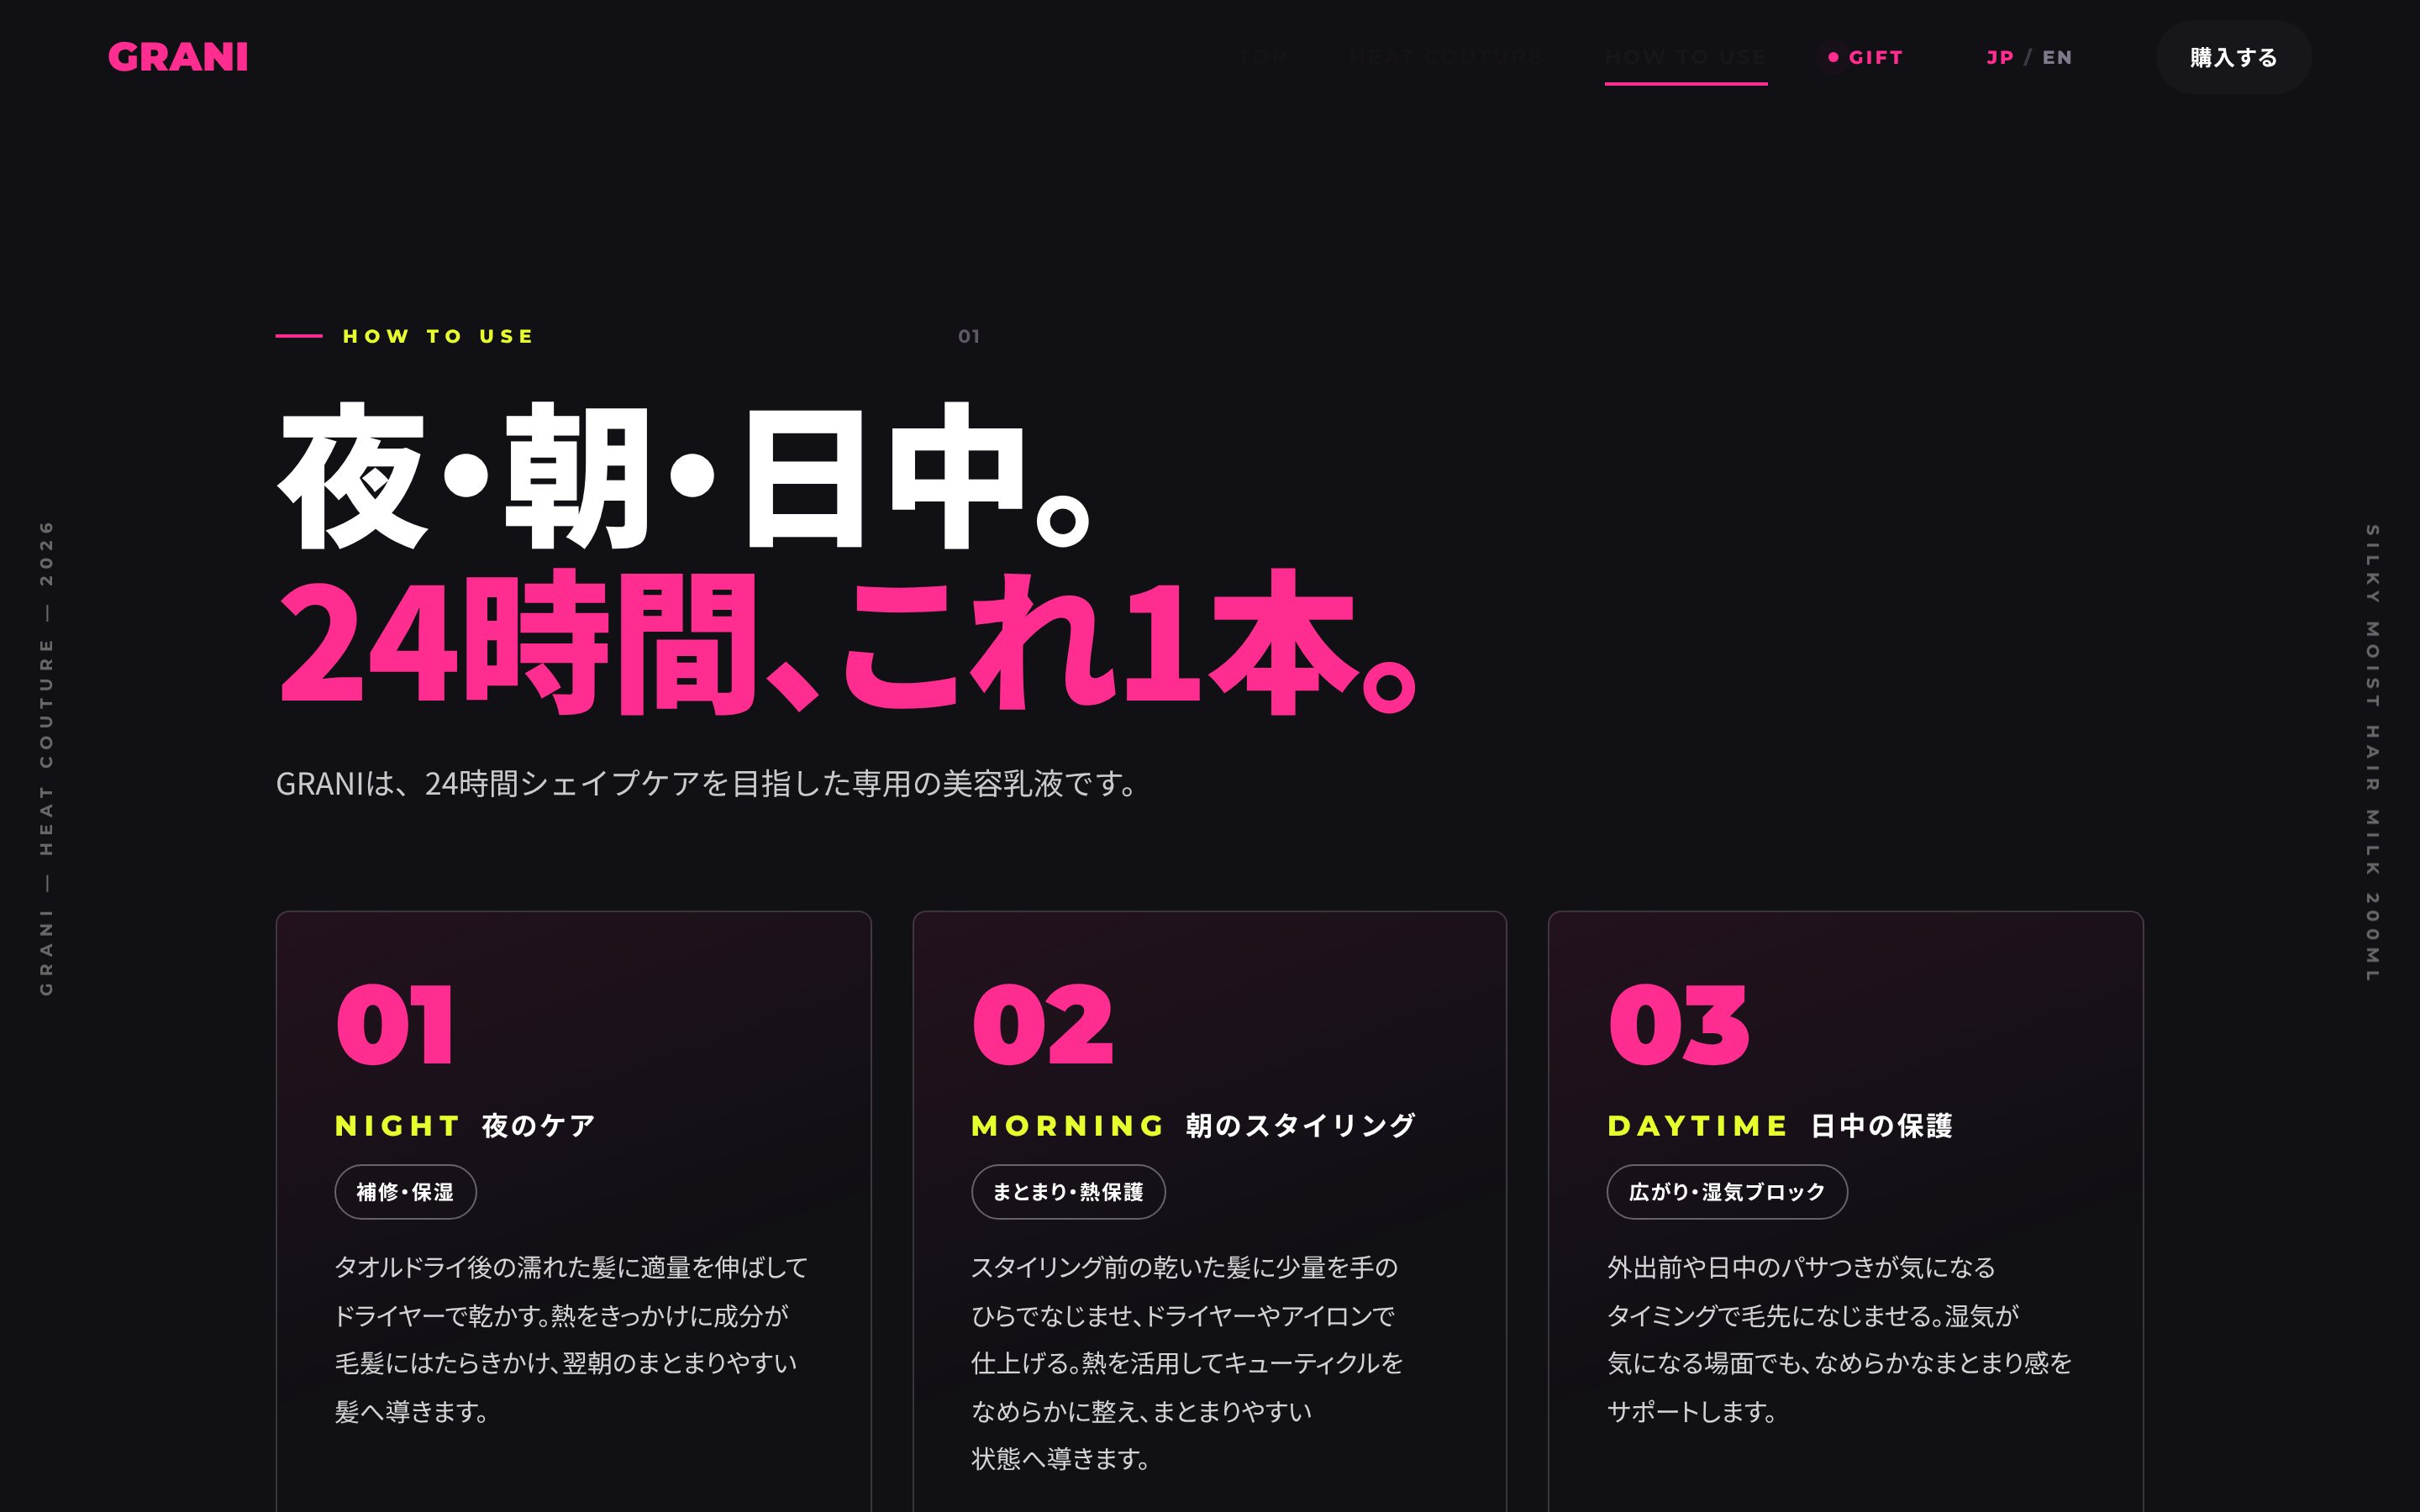 GRANI
TOP
HEAT COUTURE
HOW TO USE
GIFT
JP / EN
購入する
HOW TO USE
01
夜・朝・日中。
24時間、これ1本。
GRANIは、24時間シェイプケアを目指した専用の美容乳液です。
GRANI — HEAT COUTURE — 2026
SILKY MOIST HAIR MILK 200ML
01
NIGHT 夜のケア
補修・保湿
タオルドライ後の濡れた髪に適量を伸ばして
ドライヤーで乾かす。熱をきっかけに成分が
毛髪にはたらきかけ、翌朝のまとまりやすい
髪へ導きます。
02
MORNING 朝のスタイリング
まとまり・熱保護
スタイリング前の乾いた髪に少量を手の
ひらでなじませ、ドライヤーやアイロンで
仕上げる。熱を活用してキューティクルを
なめらかに整え、まとまりやすい
状態へ導きます。
03
DAYTIME 日中の保護
広がり・湿気ブロック
外出前や日中のパサつきが気になる
タイミングで毛先になじませる。湿気が
気になる場面でも、なめらかなまとまり感を
サポートします。